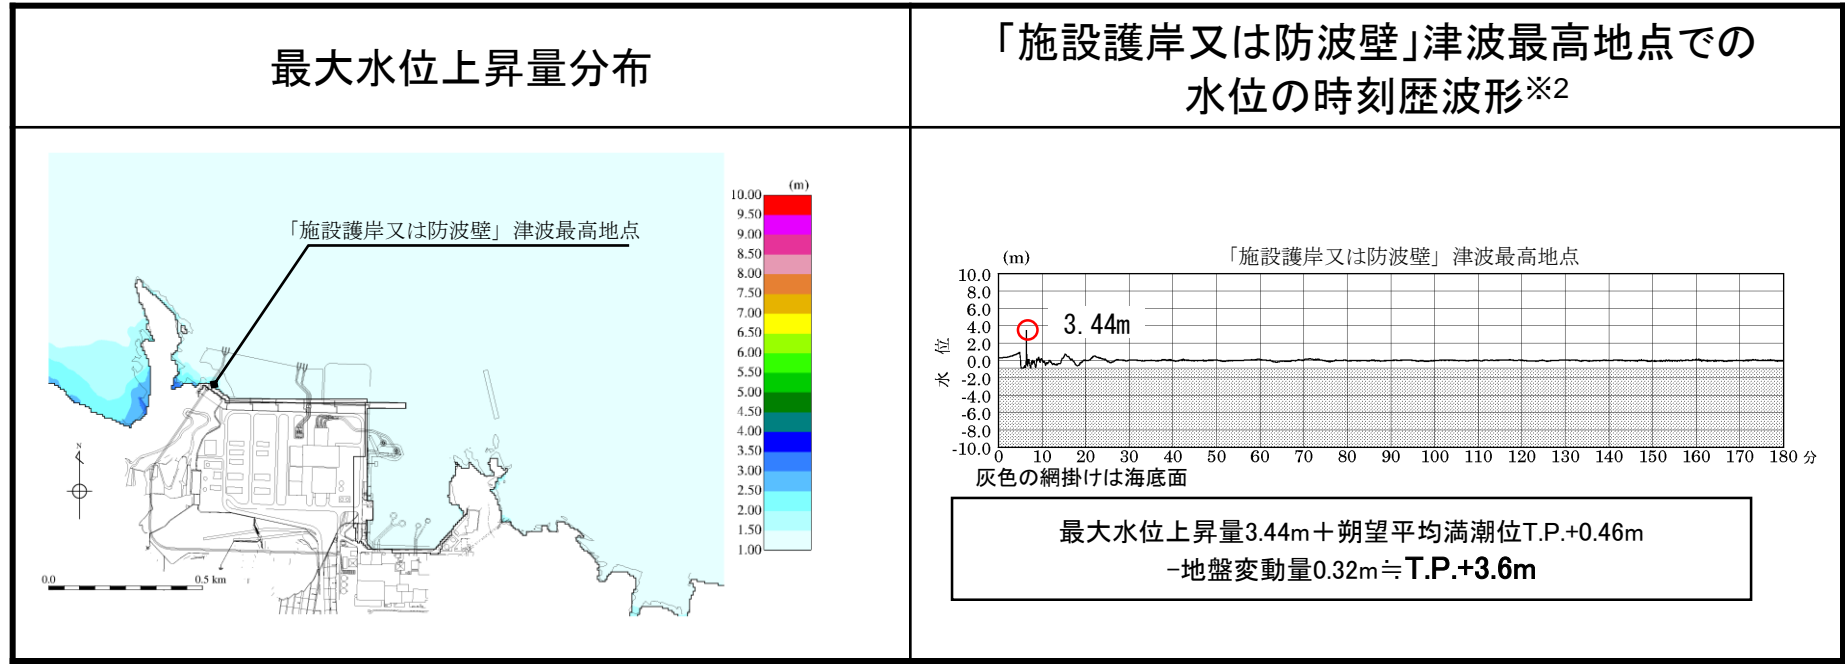 最大水位上昇量分布
「施設護岸又は防波壁」津波最高地点での
水位の時刻歴波形※2
「施設護岸又は防波壁」津波最高地点
(m)
10.00
9.50
9.00
8.50
8.00
7.50
7.00
6.50
6.00
5.50
5.00
4.50
4.00
3.50
3.00
2.50
2.00
1.50
1.00
N
0.0 0.5 km
(m) 「施設護岸又は防波壁」津波最高地点
水位
10.0
8.0
6.0
4.0
2.0
0.0
-2.0
-4.0
-6.0
-8.0
-10.0
3.44m
0 10 20 30 40 50 60 70 80 90 100 110 120 130 140 150 160 170 180 分
灰色の網掛けは海底面
最大水位上昇量3.44m＋朔望平均満潮位T.P.+0.46m
−地盤変動量0.32m≒T.P.+3.6m